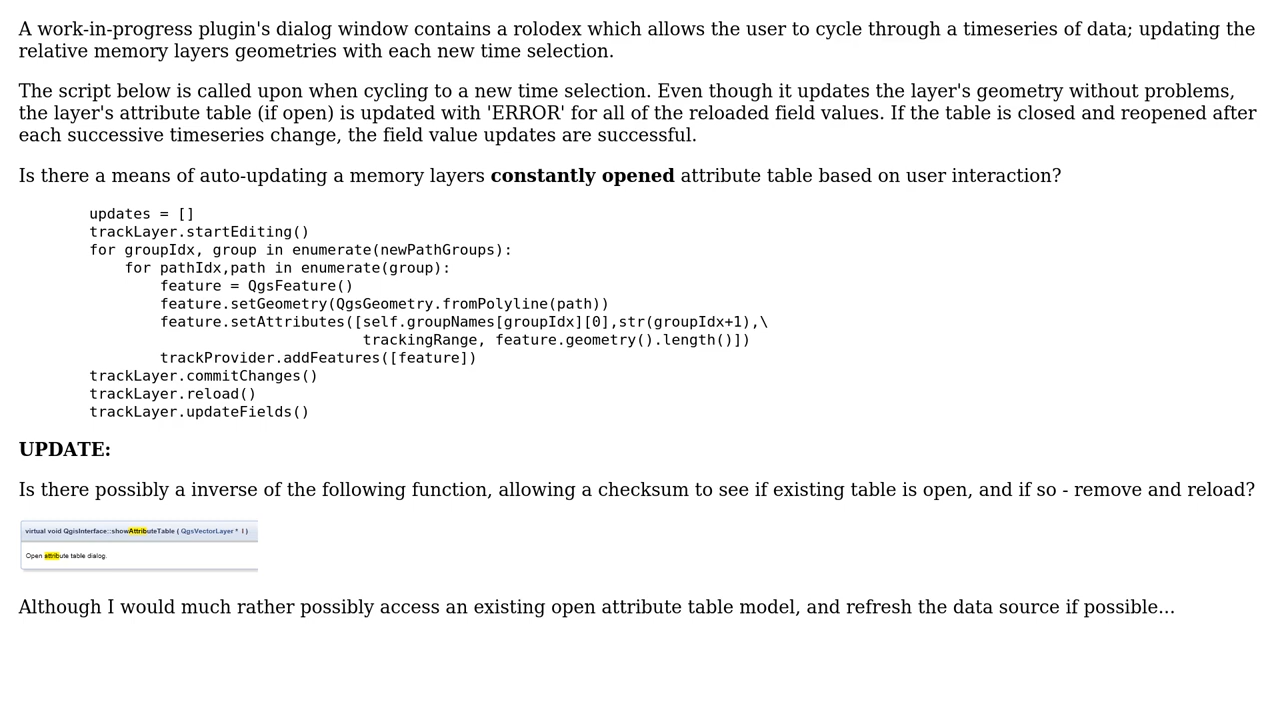 A work-in-progress plugin's dialog window contains a rolodex which allows the user to cycle through a timeseries of data; updating the
relative memory layers geometries with each new time selection.
The script below is called upon when cycling to a new time selection. Even though it updates the layer's geometry without problems,
the layer's attribute table (if open) is updated with 'ERROR' for all of the reloaded field values. If the table is closed and reopened after
each successive timeseries change, the field value updates are successful.
Is there a means of auto-updating a memory layers constantly opened attribute table based on user interaction?
updates = []
trackLayer.startEditing()
for groupIdx, group in enumerate(newPathGroups):
    for pathIdx,path in enumerate(group):
        feature = QgsFeature()
        feature.setGeometry(QgsGeometry.fromPolyline(path))
        feature.setAttributes([self.groupNames[groupIdx][0],str(groupIdx+1),\
                               trackingRange, feature.geometry().length()])
        trackProvider.addFeatures([feature])
trackLayer.commitChanges()
trackLayer.reload()
trackLayer.updateFields()
UPDATE:
Is there possibly a inverse of the following function, allowing a checksum to see if existing table is open, and if so - remove and reload?
virtual void QgisInterface::showAttributeTable ( QgsVectorLayer * l )
Open attribute table dialog.
Although I would much rather possibly access an existing open attribute table model, and refresh the data source if possible...